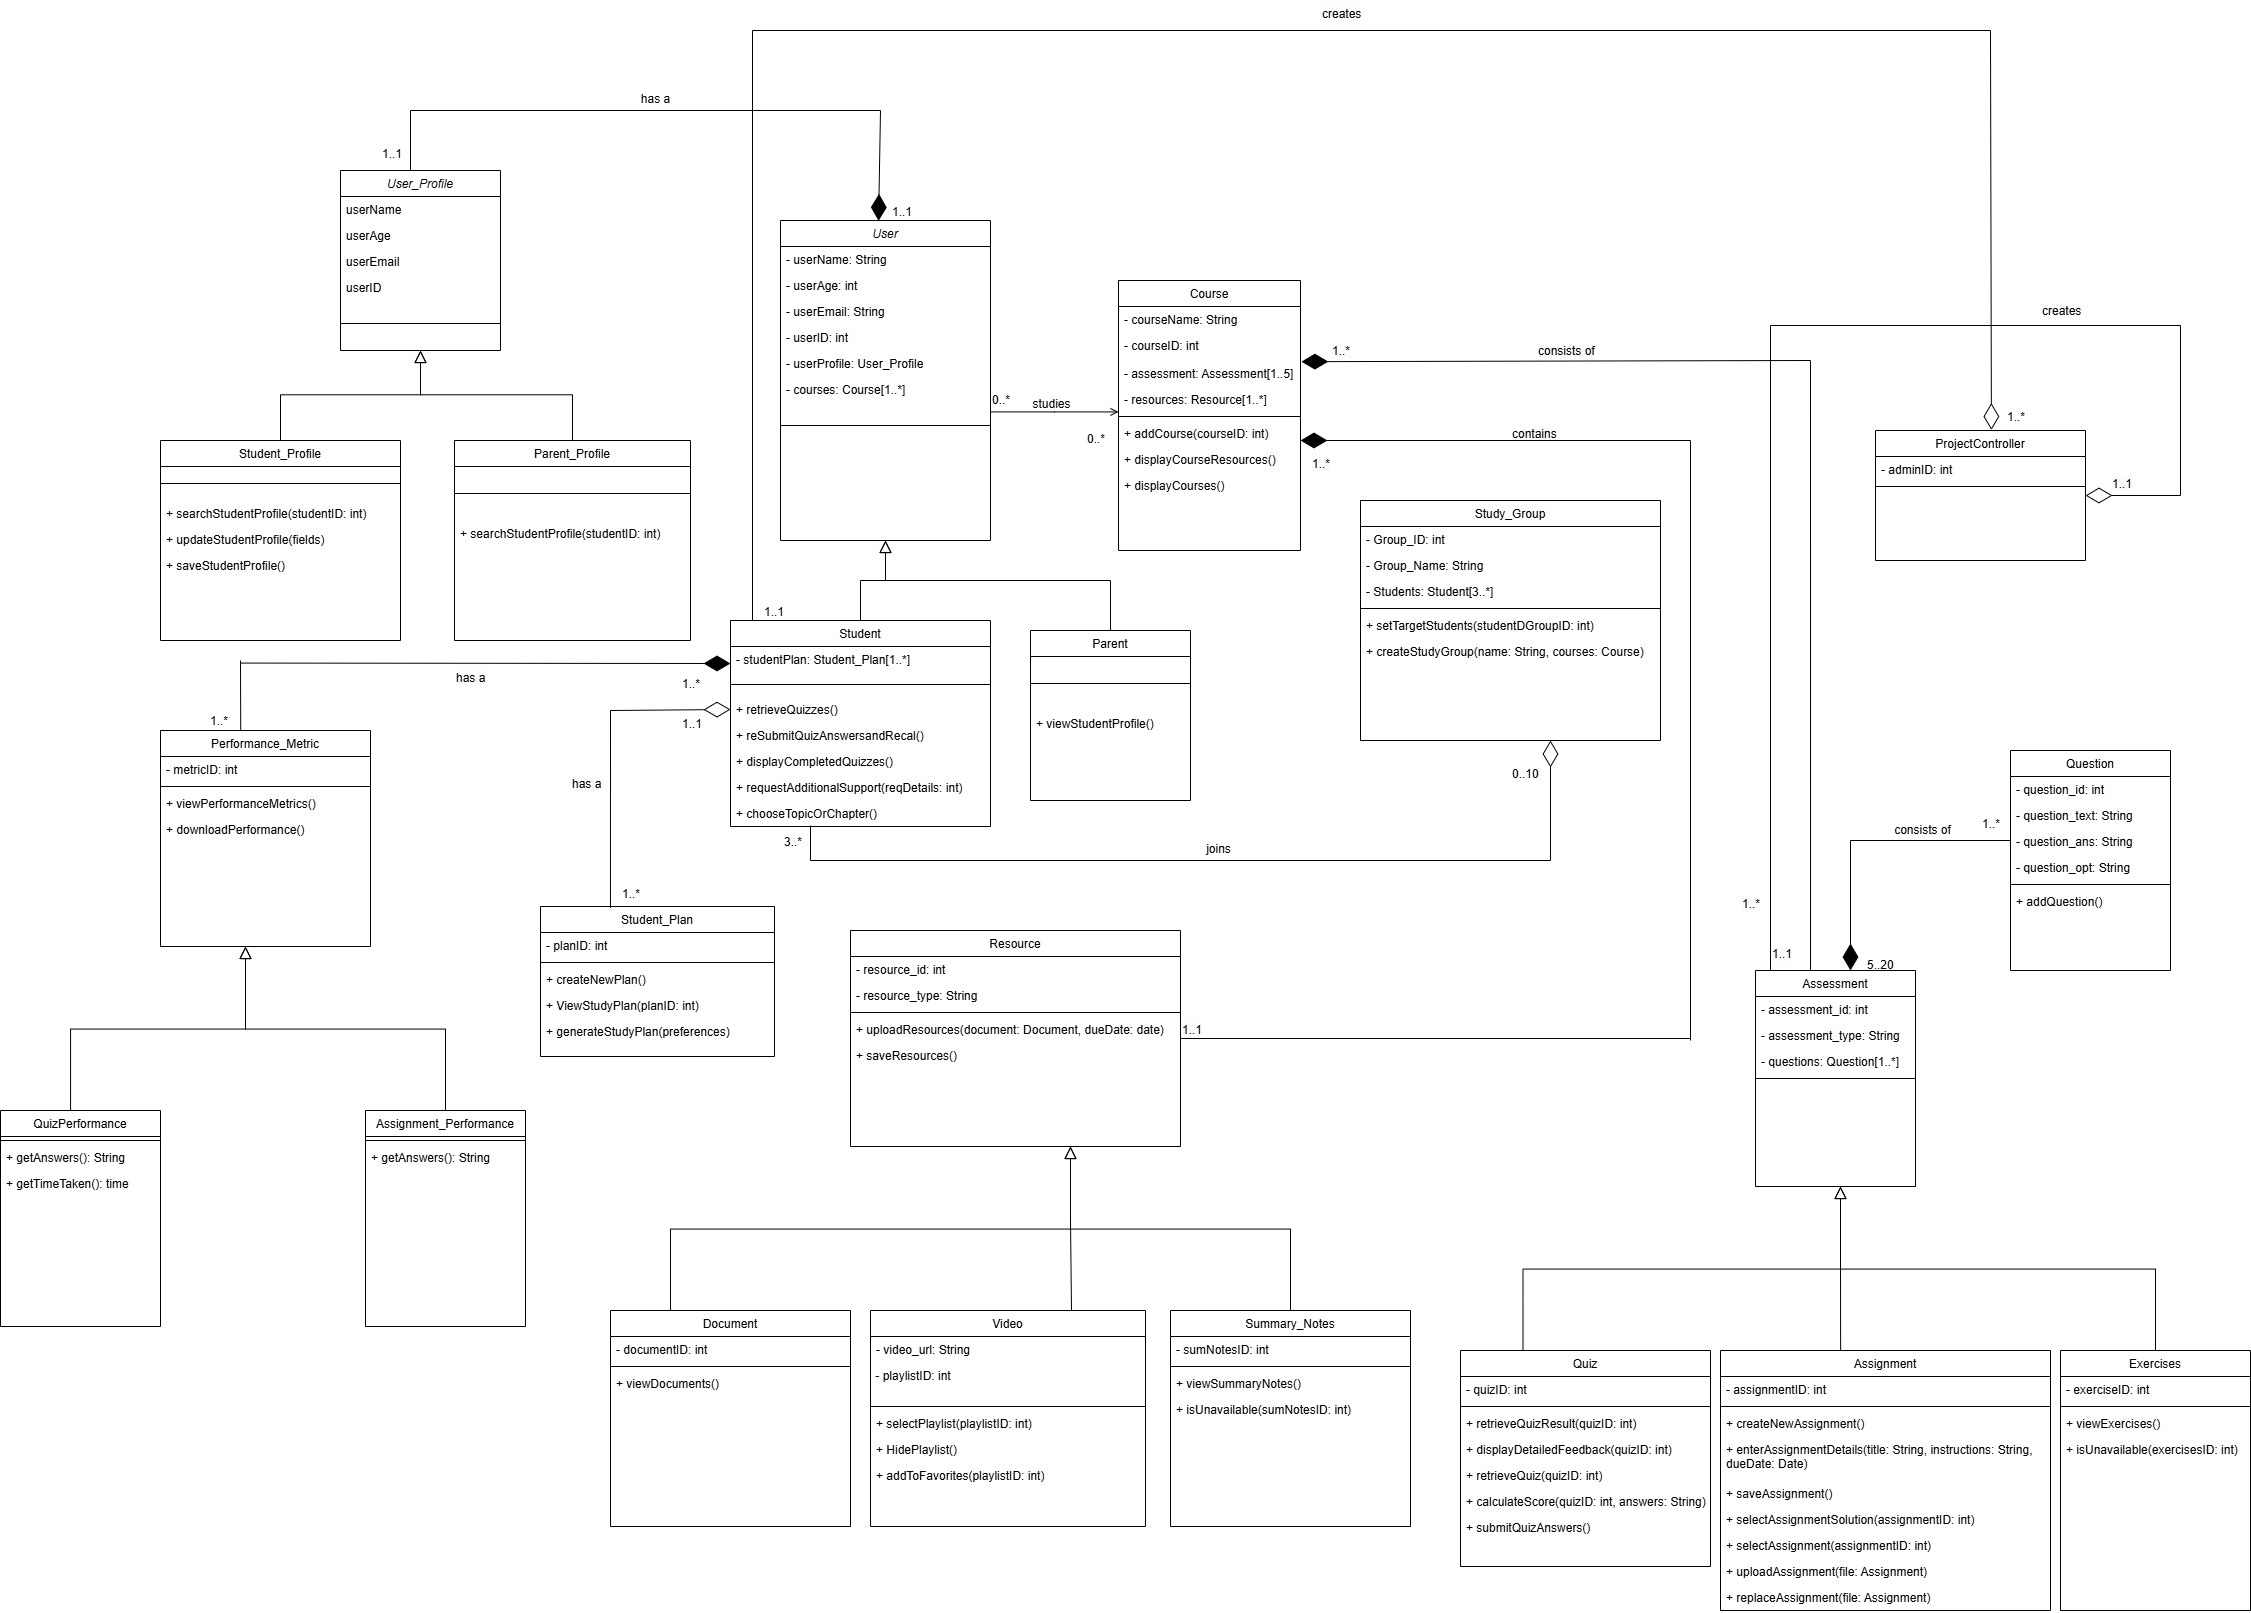 creates
has a
1..1
User_Profile
userName
userAge
userEmail
userID
1..1
User
- userName: String
- userAge: int
- userEmail: String
- userID: int
- userProfile: User_Profile
- courses: Course[1..*]
0..*
studies
0..*
Course
- courseName: String
- courseID: int
- assessment: Assessment[1..5]
- resources: Resource[1..*]
+ addCourse(courseID: int)
+ displayCourseResources()
+ displayCourses()
1..*
consists of
contains
1..*
creates
1..*
ProjectController
- adminID: int
1..1
Student_Profile
+ searchStudentProfile(studentID: int)
+ updateStudentProfile(fields)
+ saveStudentProfile()
Parent_Profile
+ searchStudentProfile(studentID: int)
Study_Group
- Group_ID: int
- Group_Name: String
- Students: Student[3..*]
+ setTargetStudents(studentDGroupID: int)
+ createStudyGroup(name: String, courses: Course)
0..10
1..1
Student
- studentPlan: Student_Plan[1..*]
+ retrieveQuizzes()
+ reSubmitQuizAnswersandRecal()
+ displayCompletedQuizzes()
+ requestAdditionalSupport(reqDetails: int)
+ chooseTopicOrChapter()
Parent
+ viewStudentProfile()
has a
1..*
1..1
1..*
Performance_Metric
- metricID: int
+ viewPerformanceMetrics()
+ downloadPerformance()
has a
3..*
joins
1..*
Student_Plan
- planID: int
+ createNewPlan()
+ ViewStudyPlan(planID: int)
+ generateStudyPlan(preferences)
Question
- question_id: int
- question_text: String
- question_ans: String
- question_opt: String
+ addQuestion()
consists of
1..*
1..*
1..1
5..20
Assessment
- assessment_id: int
- assessment_type: String
- questions: Question[1..*]
Resource
- resource_id: int
- resource_type: String
+ uploadResources(document: Document, dueDate: date)
+ saveResources()
1..1
QuizPerformance
+ getAnswers(): String
+ getTimeTaken(): time
Assignment_Performance
+ getAnswers(): String
Document
- documentID: int
+ viewDocuments()
Video
- video_url: String
- playlistID: int
+ selectPlaylist(playlistID: int)
+ HidePlaylist()
+ addToFavorites(playlistID: int)
Summary_Notes
- sumNotesID: int
+ viewSummaryNotes()
+ isUnavailable(sumNotesID: int)
Quiz
- quizID: int
+ retrieveQuizResult(quizID: int)
+ displayDetailedFeedback(quizID: int)
+ retrieveQuiz(quizID: int)
+ calculateScore(quizID: int, answers: String)
+ submitQuizAnswers()
Assignment
- assignmentID: int
+ createNewAssignment()
+ enterAssignmentDetails(title: String, instructions: String,
dueDate: Date)
+ saveAssignment()
+ selectAssignmentSolution(assignmentID: int)
+ selectAssignment(assignmentID: int)
+ uploadAssignment(file: Assignment)
+ replaceAssignment(file: Assignment)
Exercises
- exerciseID: int
+ viewExercises()
+ isUnavailable(exercisesID: int)